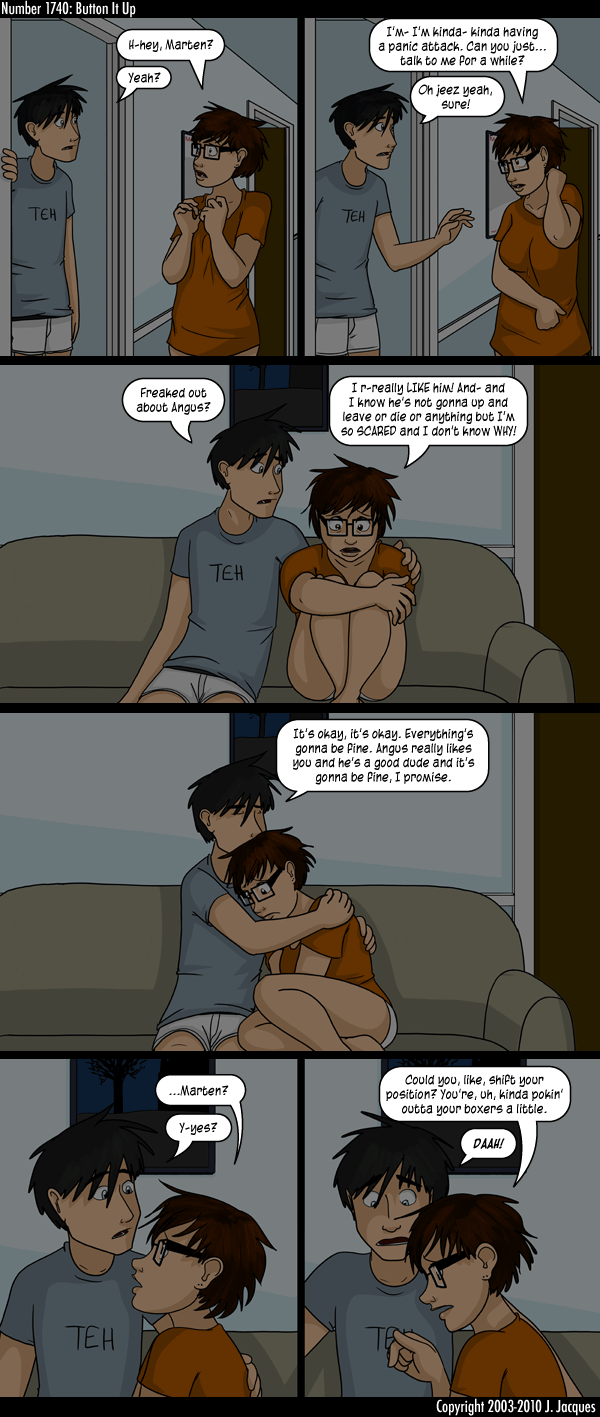 Number 1740: Button It Up
H-hey, Marten?
Yeah?
TEH
I'm- I'm kinda- kinda having
a panic attack. Can you just...
talk to me for a while?
Oh jeez yeah,
sure!
TEH
Freaked out
about Angus?
I r-really LIKE him! And- and
I know he's not gonna up and
leave or die or anything but I'm
so SCARED and I don't know WHY!
TEH
It's okay, it's okay. Everything's
gonna be fine. Angus really likes
you and he's a good dude and it's
gonna be fine, I promise.
...Marten?
Y-yes?
TEH
Could you, like, shift your
position? You're, uh, kinda pokin'
outta your boxers a little.
DAAH!
TEH
Copyright 2003-2010 J. Jacques